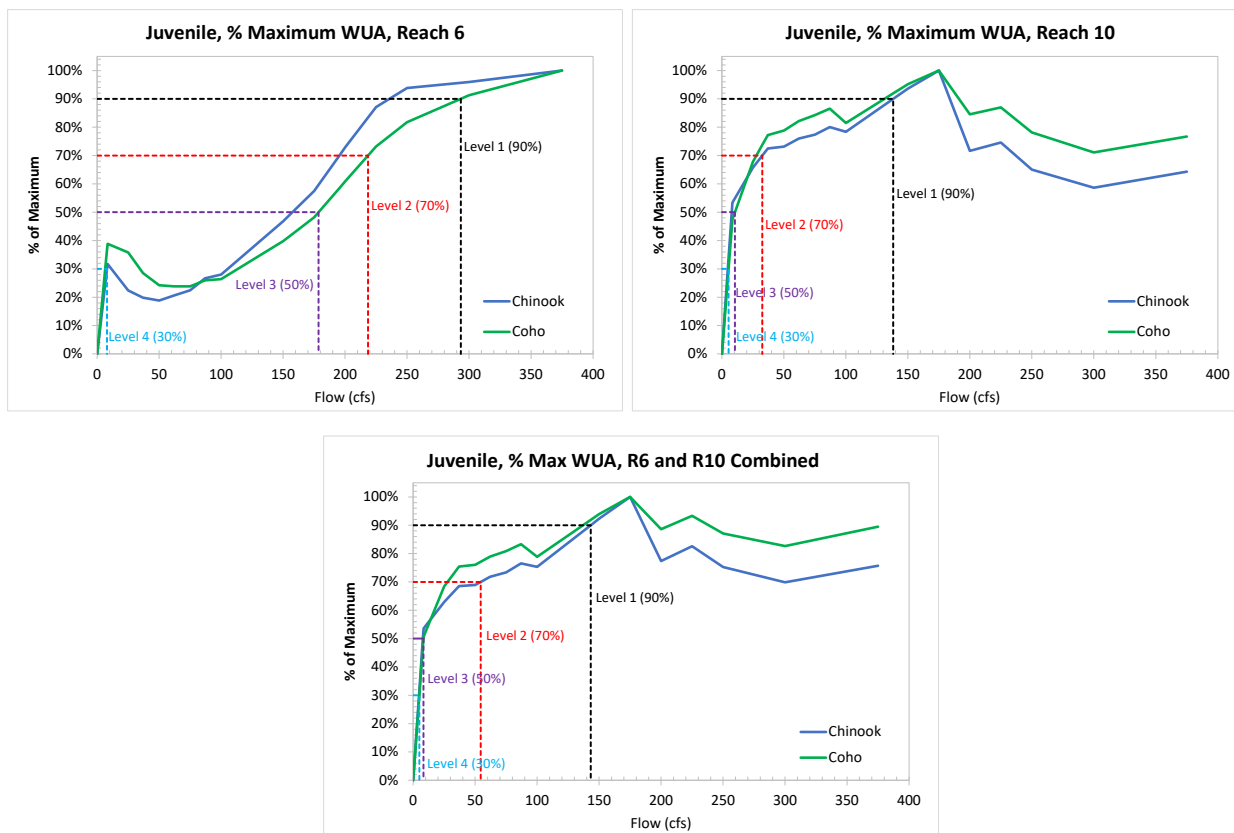 Juvenile, % Maximum WUA, Reach 6
% of Maximum
100%
90%
80%
70%
60%
50%
40%
30%
20%
10%
0%
Level 1 (90%)
Level 2 (70%)
Level 3 (50%)
Level 4 (30%)
Chinook
Coho
0 50 100 150 200 250 300 350 400
Flow (cfs)
Juvenile, % Maximum WUA, Reach 10
% of Maximum
100%
90%
80%
70%
60%
50%
40%
30%
20%
10%
0%
Level 1 (90%)
Level 2 (70%)
Level 3 (50%)
Level 4 (30%)
Chinook
Coho
0 50 100 150 200 250 300 350 400
Flow (cfs)
Juvenile, % Max WUA, R6 and R10 Combined
% of Maximum
100%
90%
80%
70%
60%
50%
40%
30%
20%
10%
0%
Level 1 (90%)
Level 2 (70%)
Level 3 (50%)
Level 4 (30%)
Chinook
Coho
0 50 100 150 200 250 300 350 400
Flow (cfs)